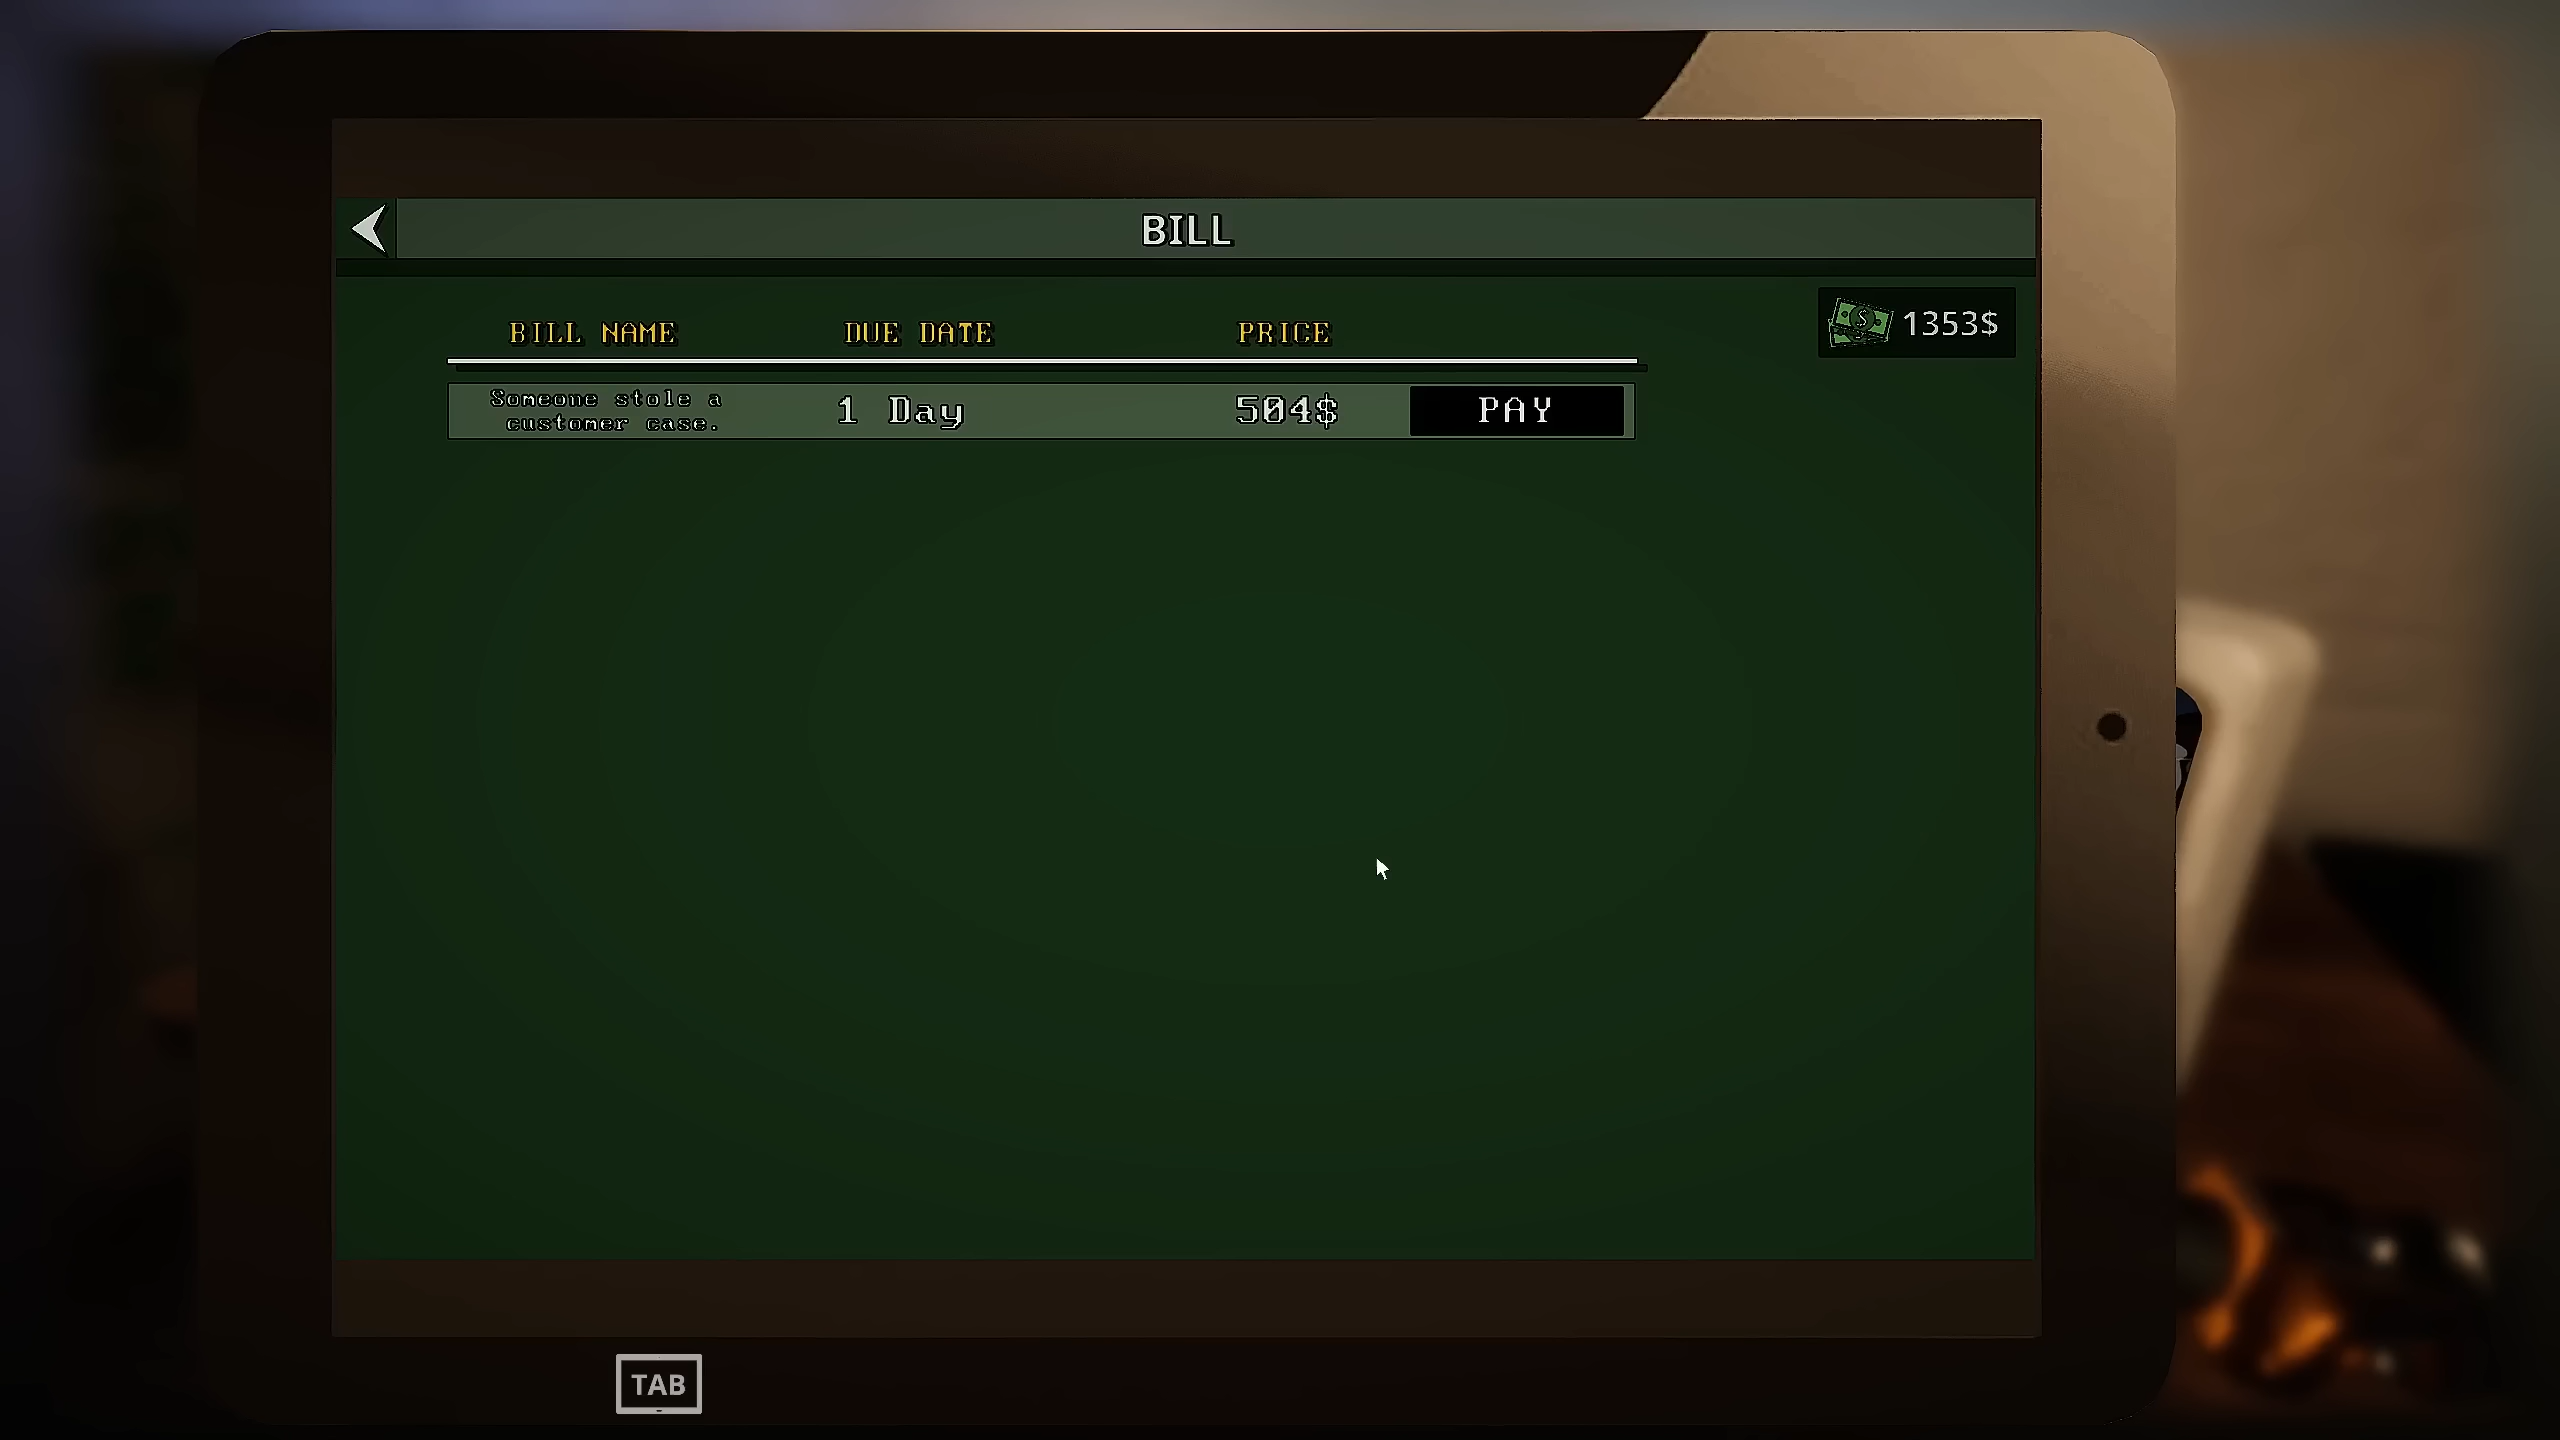 BILL
1353$
BILL NAME DUE DATE PRICE
Someone stole a
customer case.
1 Day 504$ PAY
TAB